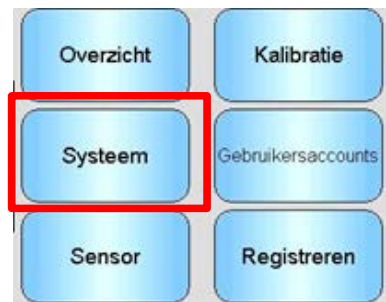 Overzicht
Kalibratie
Systeem
Gebruikersaccounts
Sensor
Registreren